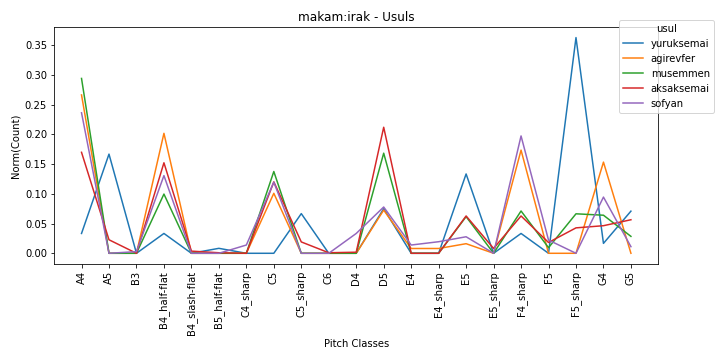 makam:irak - Usuls
usul
yuruksemai
agirevfer
musemmen
aksaksemai
sofyan
Norm(Count)
0.35
0.30
0.25
0.20
0.15
0.10
0.05
0.00
A4
A5
B3
B4_half-flat
B4_slash-flat
B5_half-flat
C4_sharp
C5
C5_sharp
C6
D4
D5
E4
E4_sharp
E5
E5_sharp
F4_sharp
F5
F5_sharp
G4
G5
Pitch Classes